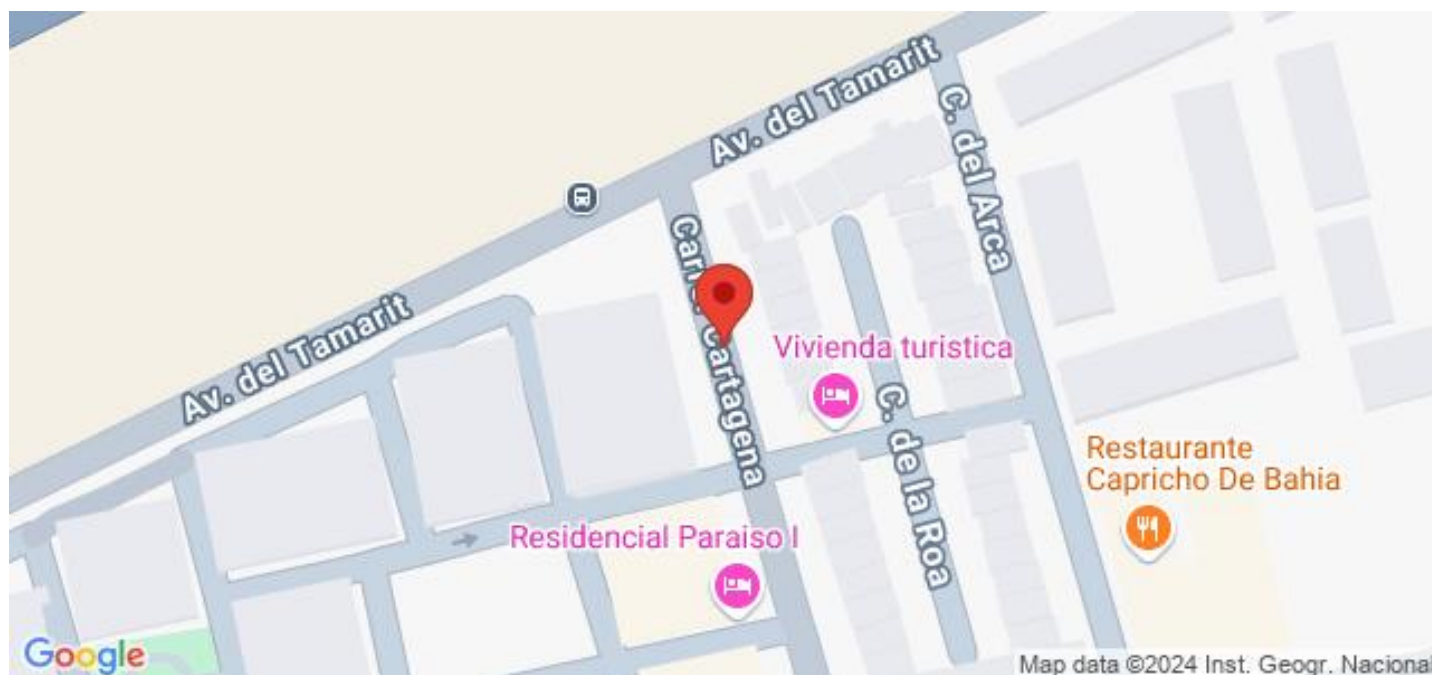 Av. del Tamarit
C. del Arca
Av. del Tamarit
Cartagena
Vivienda turistica
C. de la Roa
Restaurante
Capricho De Bahia
Residencial Paraiso I
Google
Map data ©2024 Inst. Geogr. Nacional